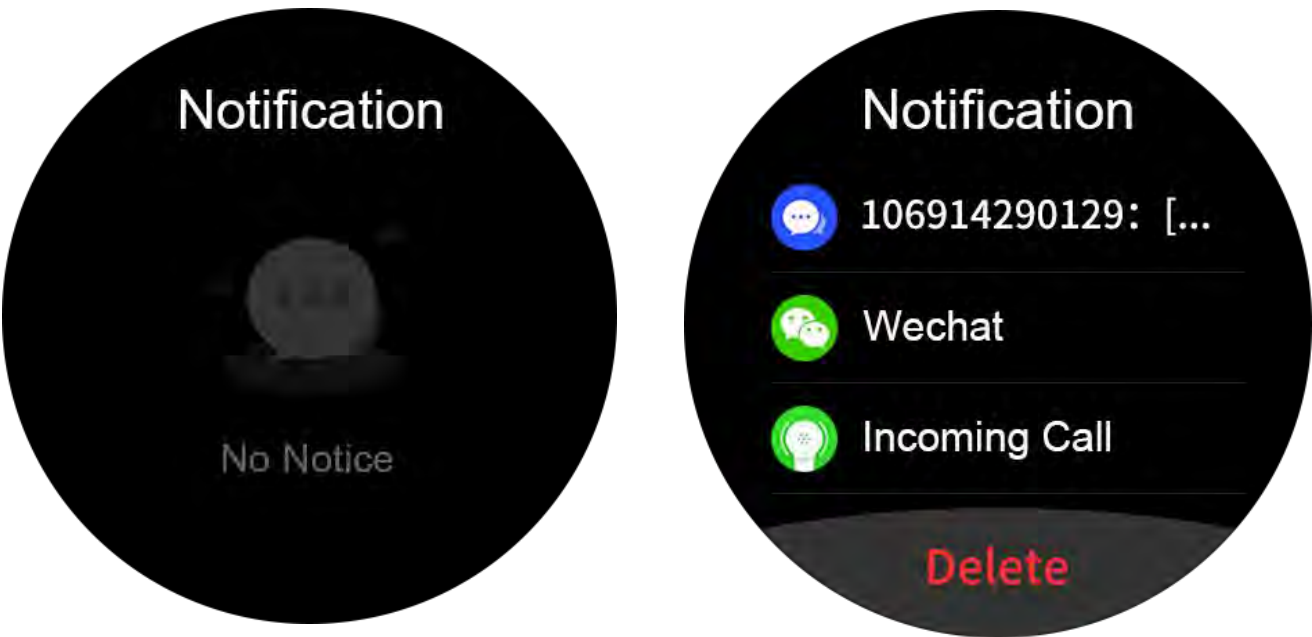 Notification
No Notice
Notification
106914290129：[...
Wechat
Incoming Call
Delete